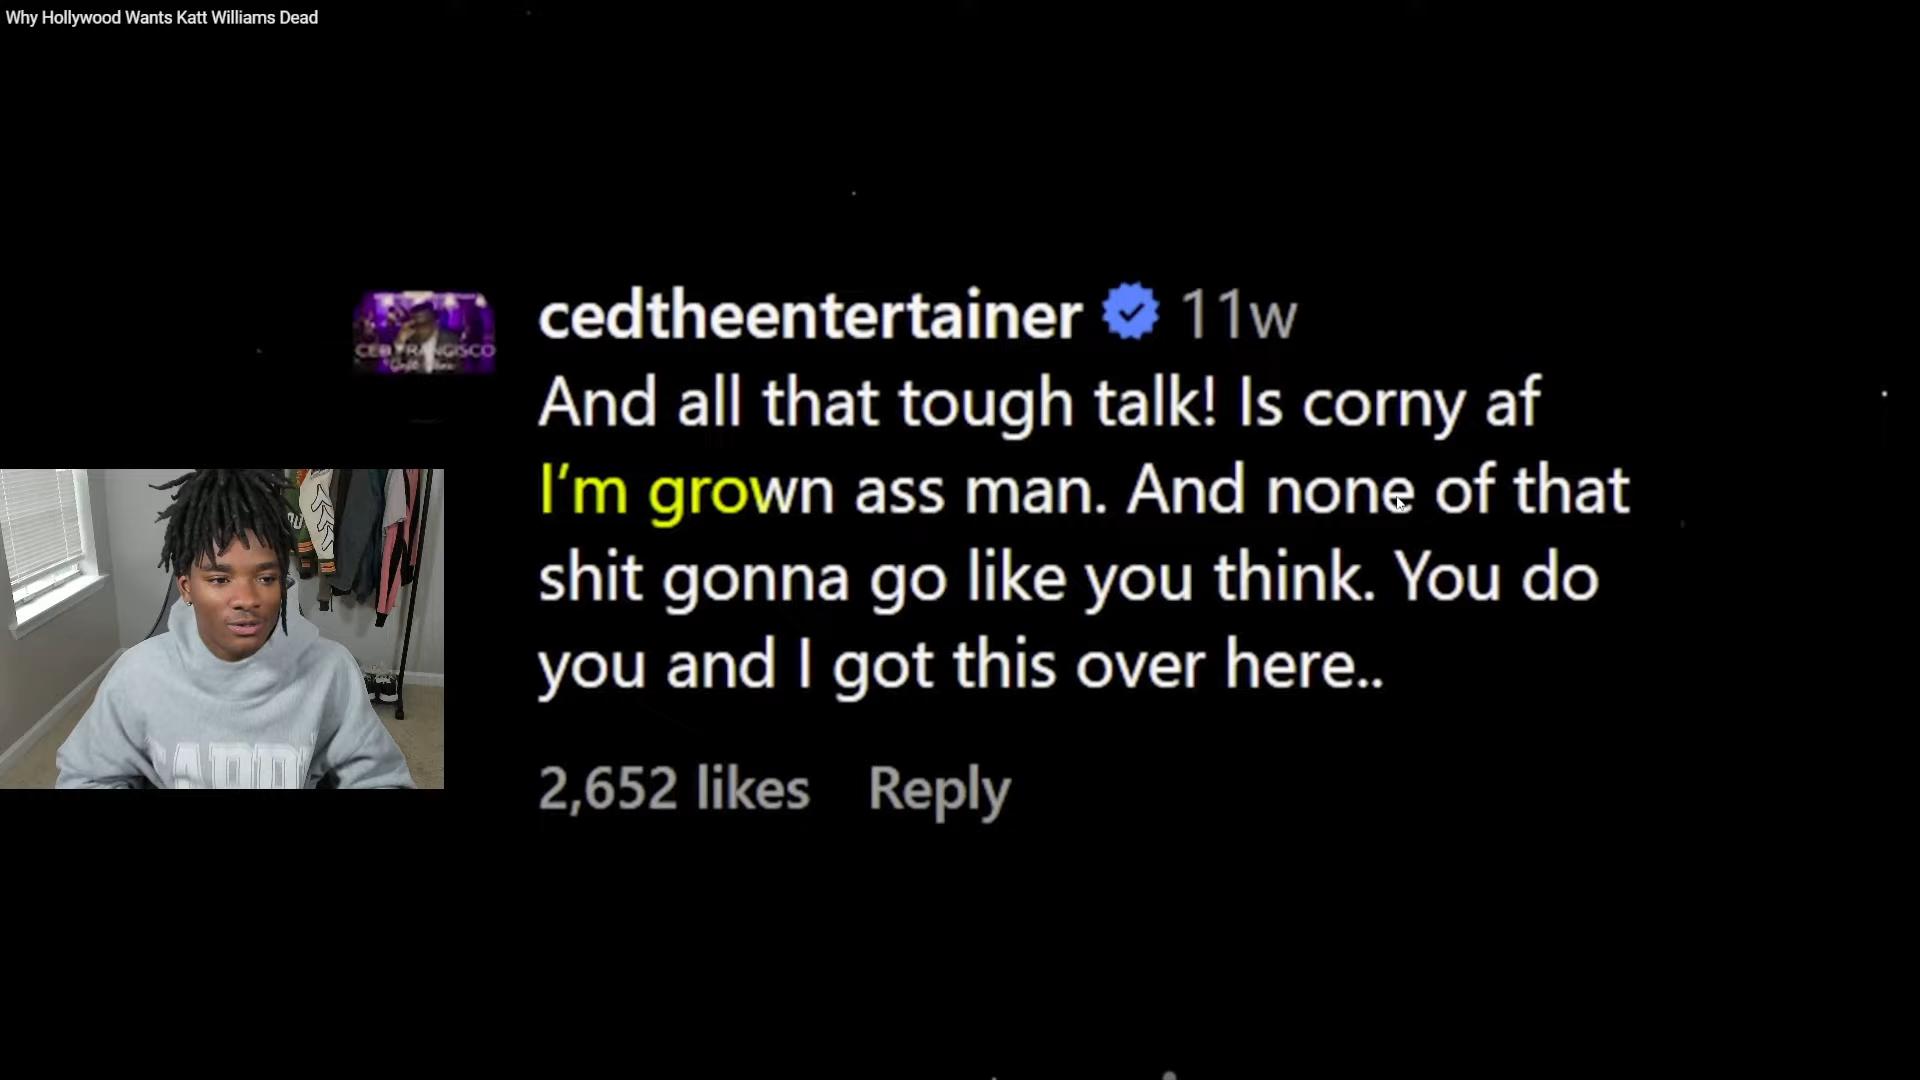 Why Hollywood Wants Katt Williams Dead
cedtheentertainer 11w
And all that tough talk! Is corny af
I'm grown ass man. And none of that
shit gonna go like you think. You do
you and I got this over here..
2,652 likes Reply